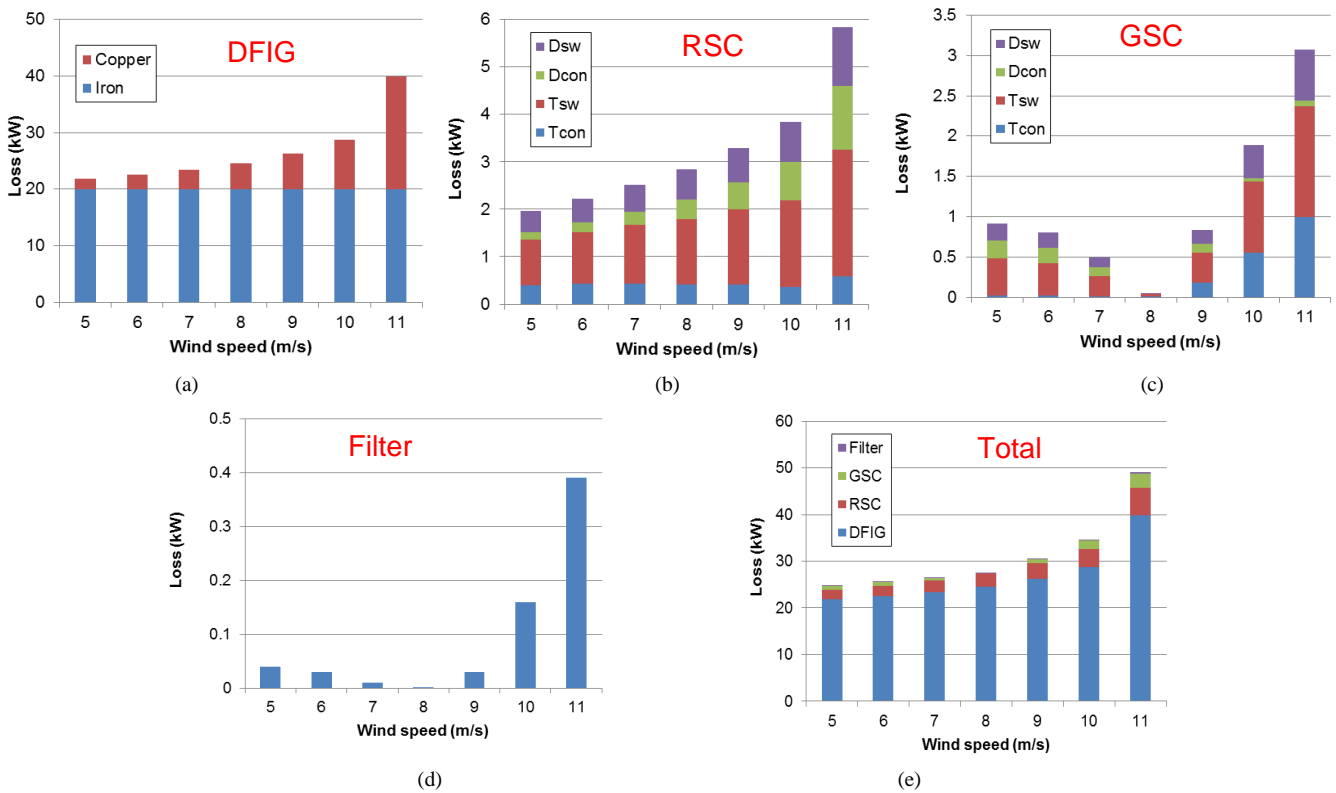 DFIG
Copper
Iron
Loss (kW)
50
40
30
20
10
0
5 6 7 8 9 10 11
Wind speed (m/s)
(a)
RSC
Dsw
Dcon
Tsw
Tcon
Loss (kW)
6
5
4
3
2
1
0
5 6 7 8 9 10 11
Wind speed (m/s)
(b)
GSC
Dsw
Dcon
Tsw
Tcon
Loss (kW)
3.5
3
2.5
2
1.5
1
0.5
0
5 6 7 8 9 10 11
Wind speed (m/s)
(c)
Filter
Loss (kW)
0.5
0.4
0.3
0.2
0.1
0
5 6 7 8 9 10 11
Wind speed (m/s)
(d)
Total
Filter
GSC
RSC
DFIG
Loss (kW)
60
50
40
30
20
10
0
5 6 7 8 9 10 11
Wind speed (m/s)
(e)